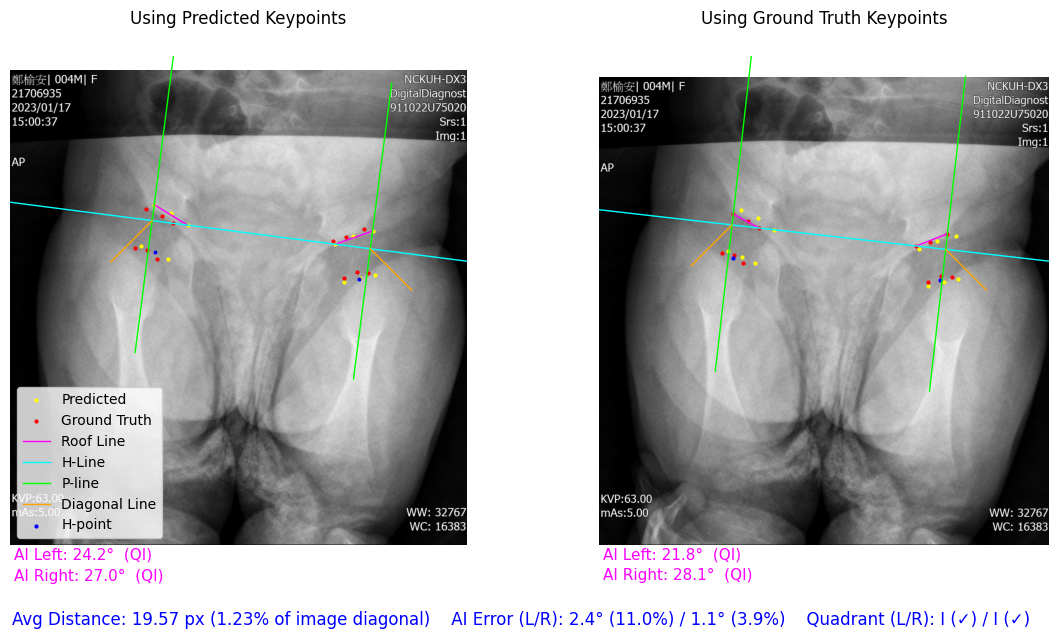 Using Predicted Keypoints
鄭榆安| 004M| F
21706935
2023/01/17
15:00:37
AP
NCKUH-DX3
DigitalDiagnost
911022U75020
Srs:1
Img:1
Predicted
Ground Truth
Roof Line
H-Line
P-line
Diagonal Line
H-point
KVP:63.00
mAs:5.00
WW: 32767
WC: 16383
AI Left: 24.2° (QI)
AI Right: 27.0° (QI)
Using Ground Truth Keypoints
鄭榆安| 004M| F
21706935
2023/01/17
15:00:37
AP
NCKUH-DX3
DigitalDiagnost
911022U75020
Srs:1
Img:1
KVP:63.00
mAs:5.00
WW: 32767
WC: 16383
AI Left: 21.8° (QI)
AI Right: 28.1° (QI)
Avg Distance: 19.57 px (1.23% of image diagonal) AI Error (L/R): 2.4° (11.0%) / 1.1° (3.9%) Quadrant (L/R): I (✓) / I (✓)